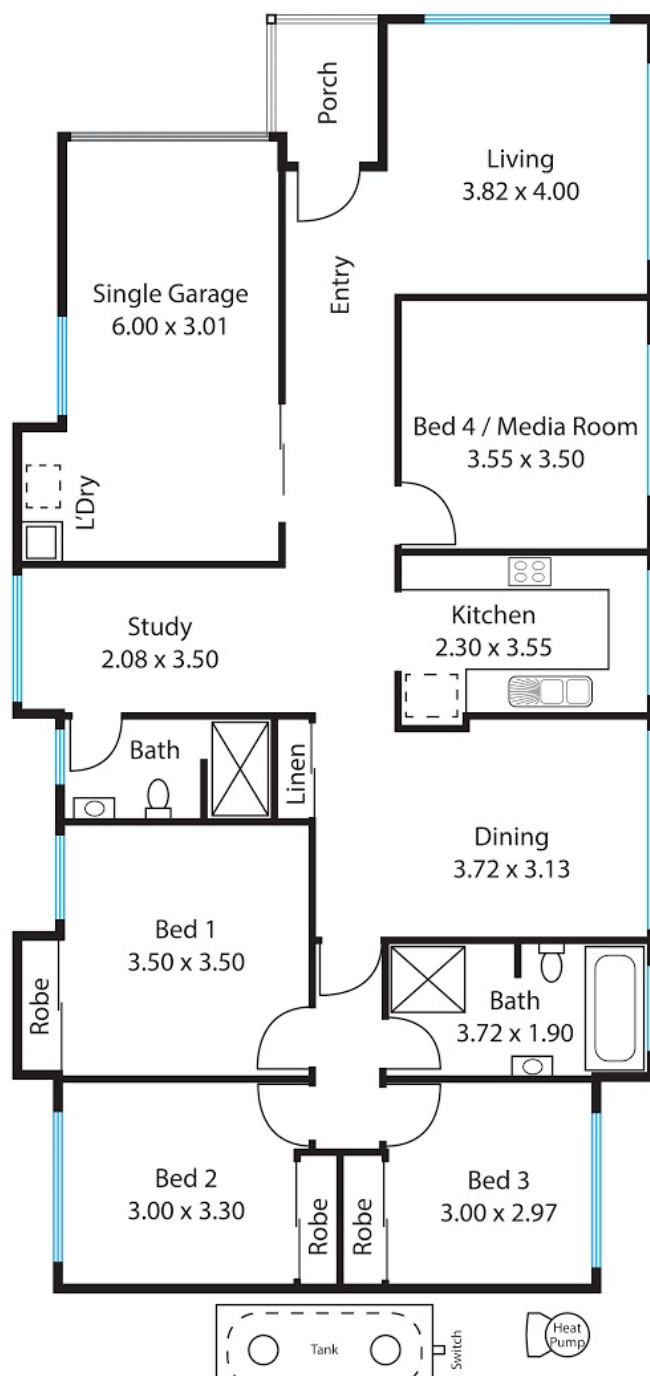 Porch
Living
3.82 x 4.00
Entry
Single Garage
6.00 x 3.01
Bed 4 / Media Room
3.55 x 3.50
L'Dry
Kitchen
2.30 x 3.55
Study
2.08 x 3.50
Bath
Linen
Dining
3.72 x 3.13
Bed 1
3.50 x 3.50
Robe
Bath
3.72 x 1.90
Bed 2
3.00 x 3.30
Robe
Robe
Bed 3
3.00 x 2.97
Tank
Switch
Heat
Pump